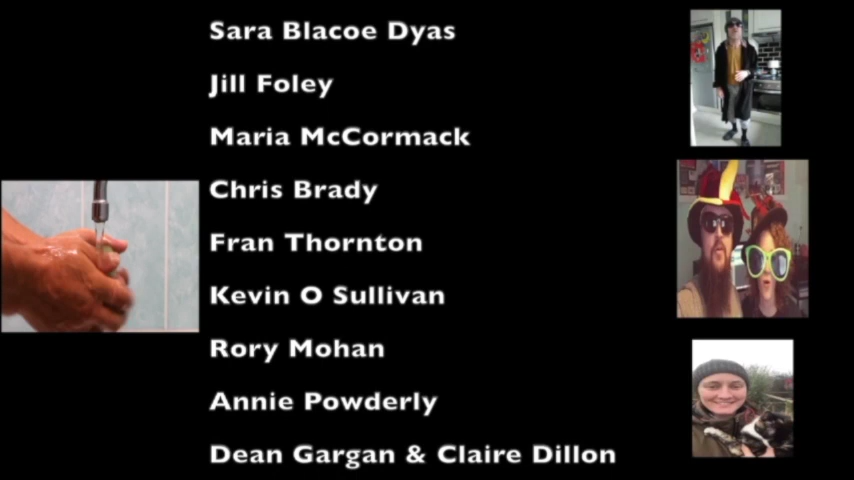 Sara Blacoe Dyas
Jill Foley
Maria McCormack
Chris Brady
Fran Thornton
Kevin O Sullivan
Rory Mohan
Annie Powderly
Dean Gargan & Claire Dillon